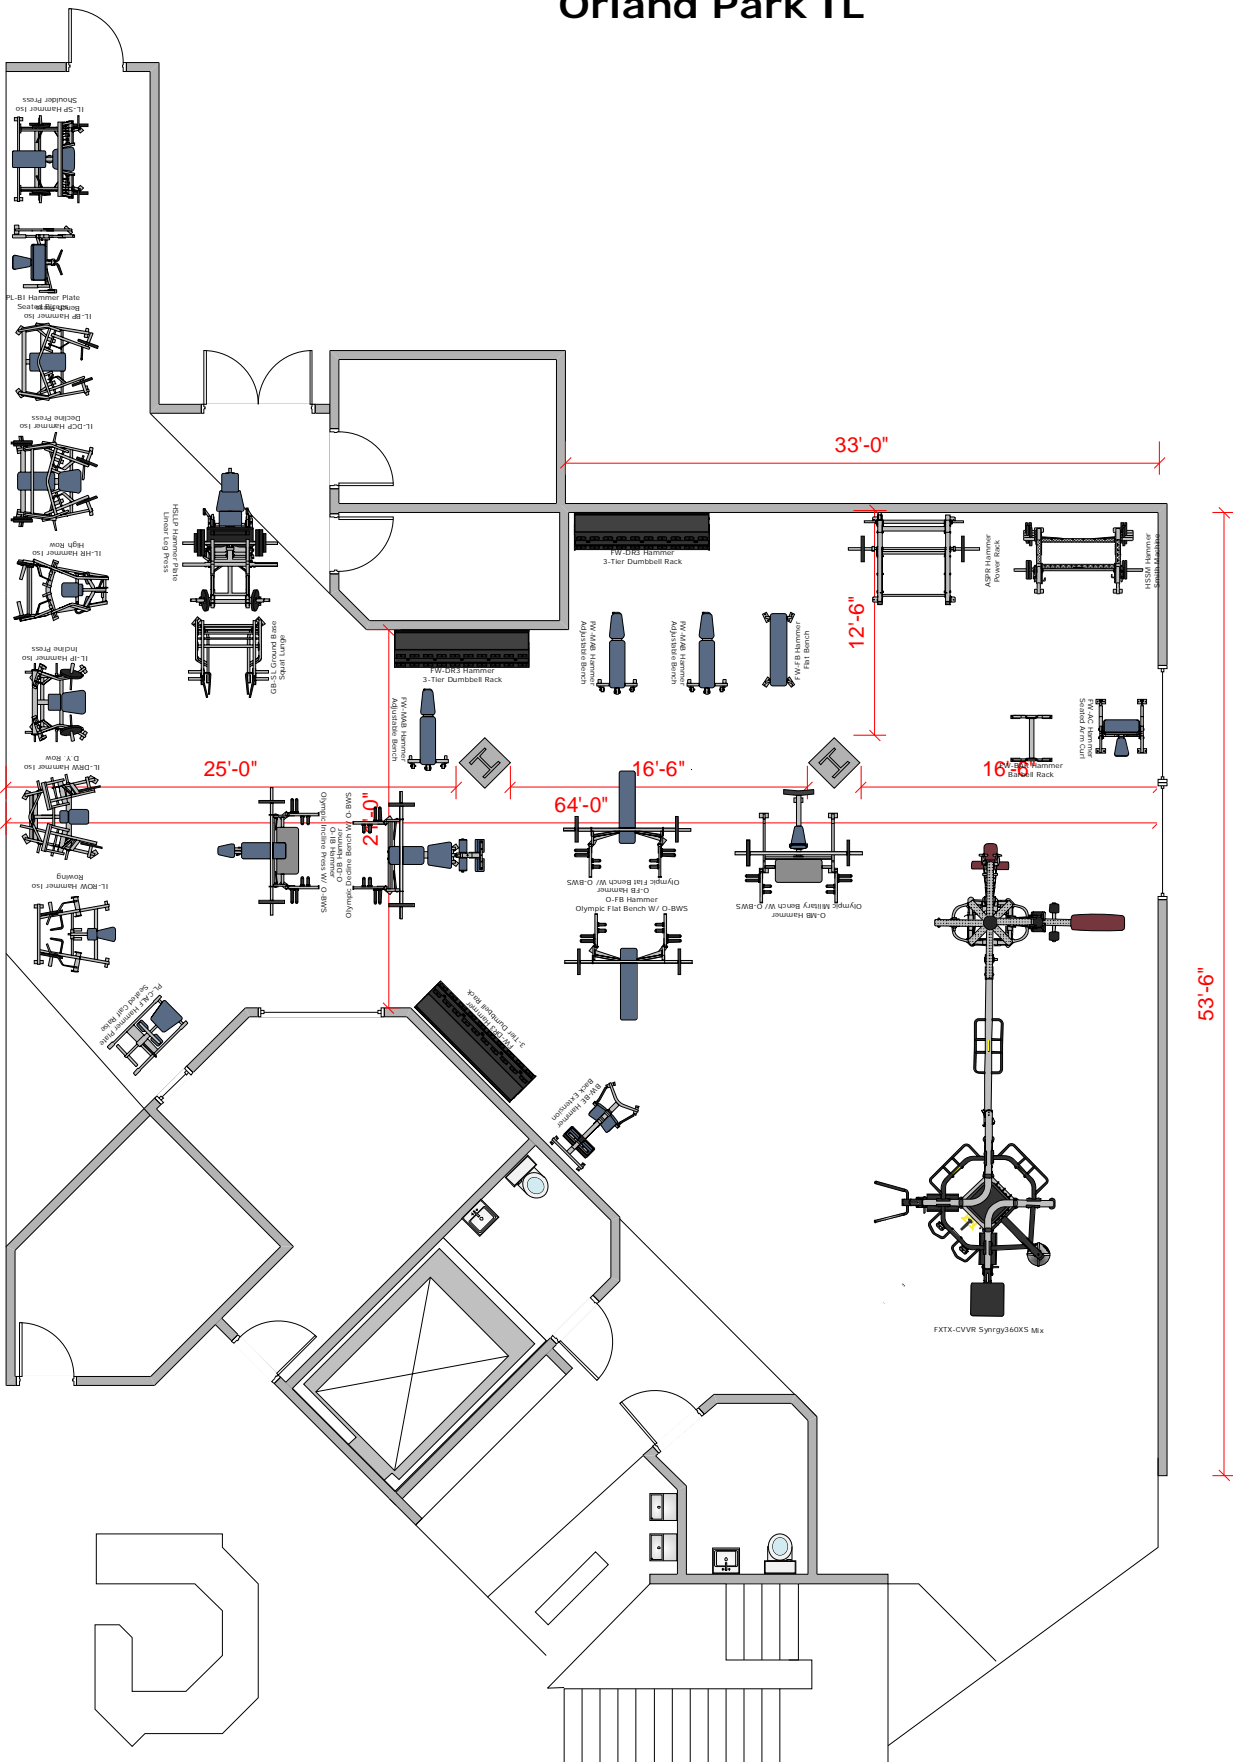 Orland Park IL
IL-SP Hammer Iso
Shoulder Press
PL-BI Hammer Plate
Seated Biceps
IL-BP Hammer Iso
Bench Press
IL-DCP Hammer Iso
Decline Press
IL-HR Hammer Iso
High Row
IL-IP Hammer Iso
Incline Press
IL-DRW Hammer Iso
D.Y. Row
IL-ROW Hammer Iso
Rowing
PL-CALF Hammer Plate
Seated Calf Raise
HSLLP Hammer Plate
Linear Leg Press
GB-SL Ground Base
Squat Lunge
33'-0"
FW-DR3 Hammer
3-Tier Dumbbell Rack
FW-DR3 Hammer
3-Tier Dumbbell Rack
FW-MAB Hammer
Adjustable Bench
FW-MAB Hammer
Adjustable Bench
FW-MAB Hammer
Adjustable Bench
FW-FB Hammer
Flat Bench
12'-6"
ASPR Hammer
Power Rack
HSSM Hammer
Smith Machine
FW-AC Hammer
Seated Arm Curl
Hammer
Barbell Rack
25'-0"
16'-6"
16'-6"
64'-0"
53'-6"
O-IB Hammer
Olympic Incline Press W/ O-BWS
O-DB Hammer
Olympic Decline Bench W/ O-BWS
O-FB Hammer
Olympic Flat Bench W/ O-BWS
O-FB Hammer
Olympic Flat Bench W/ O-BWS
O-MB Hammer
Olympic Military Bench W/ O-BWS
FW-DR3 Hammer
3-Tier Dumbbell Rack
BW-BE Hammer
Back Extension
FXTX-CVVR Synrgy360XS Mix